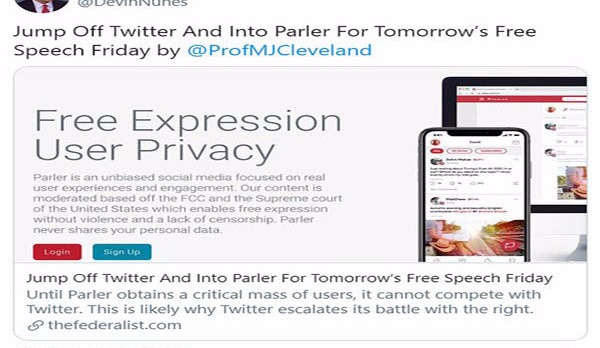 @DevinNunes
Jump Off Twitter And Into Parler For Tomorrow's Free
Speech Friday by @ProfMJCleveland
Free Expression
User Privacy
Parler is an unbiased social media focused on real
user experiences and engagement. Our content is
moderated based off the FCC and the Supreme court
of the United States which enables free expression
without violence and a lack of censorship. Parler
never shares your personal data.
Login
Sign Up
Jump Off Twitter And Into Parler For Tomorrow's Free Speech Friday
Until Parler obtains a critical mass of users, it cannot compete with
Twitter. This is likely why Twitter escalates its battle with the right.
thefederalist.com